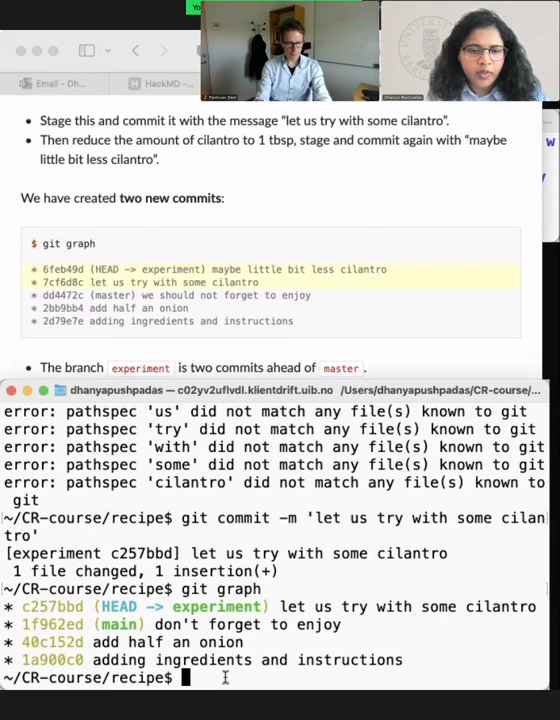 Yo
Email - Dh...
HackMD -...
Stage this and commit it with the message “let us try with some cilantro”.
Then reduce the amount of cilantro to 1 tbsp, stage and commit again with “maybe
little bit less cilantro”.
We have created two new commits:
$ git graph
* 6feb49d (HEAD -> experiment) maybe little bit less cilantro
* 7cf6d8c let us try with some cilantro
* dd4472c (master) we should not forget to enjoy
* 2bb9bb4 add half an onion
* 2d79e7e adding ingredients and instructions
The branch experiment is two commits ahead of master.
dhanyapushpadas — c02yv2uflvdl.klientdrift.uib.no /Users/dhanyapushpadas/CR-course/...
error: pathspec 'us' did not match any file(s) known to git
error: pathspec 'try' did not match any file(s) known to git
error: pathspec 'with' did not match any file(s) known to git
error: pathspec 'some' did not match any file(s) known to git
error: pathspec 'cilantro' did not match any file(s) known to
git
~/CR-course/recipe$ git commit -m 'let us try with some cilan
tro'
[experiment c257bbd] let us try with some cilantro
1 file changed, 1 insertion(+)
~/CR-course/recipe$ git graph
* c257bbd (HEAD -> experiment) let us try with some cilantro
* 1f962ed (main) don't forget to enjoy
* 40c152d add half an onion
* 1a900c0 adding ingredients and instructions
~/CR-course/recipe$